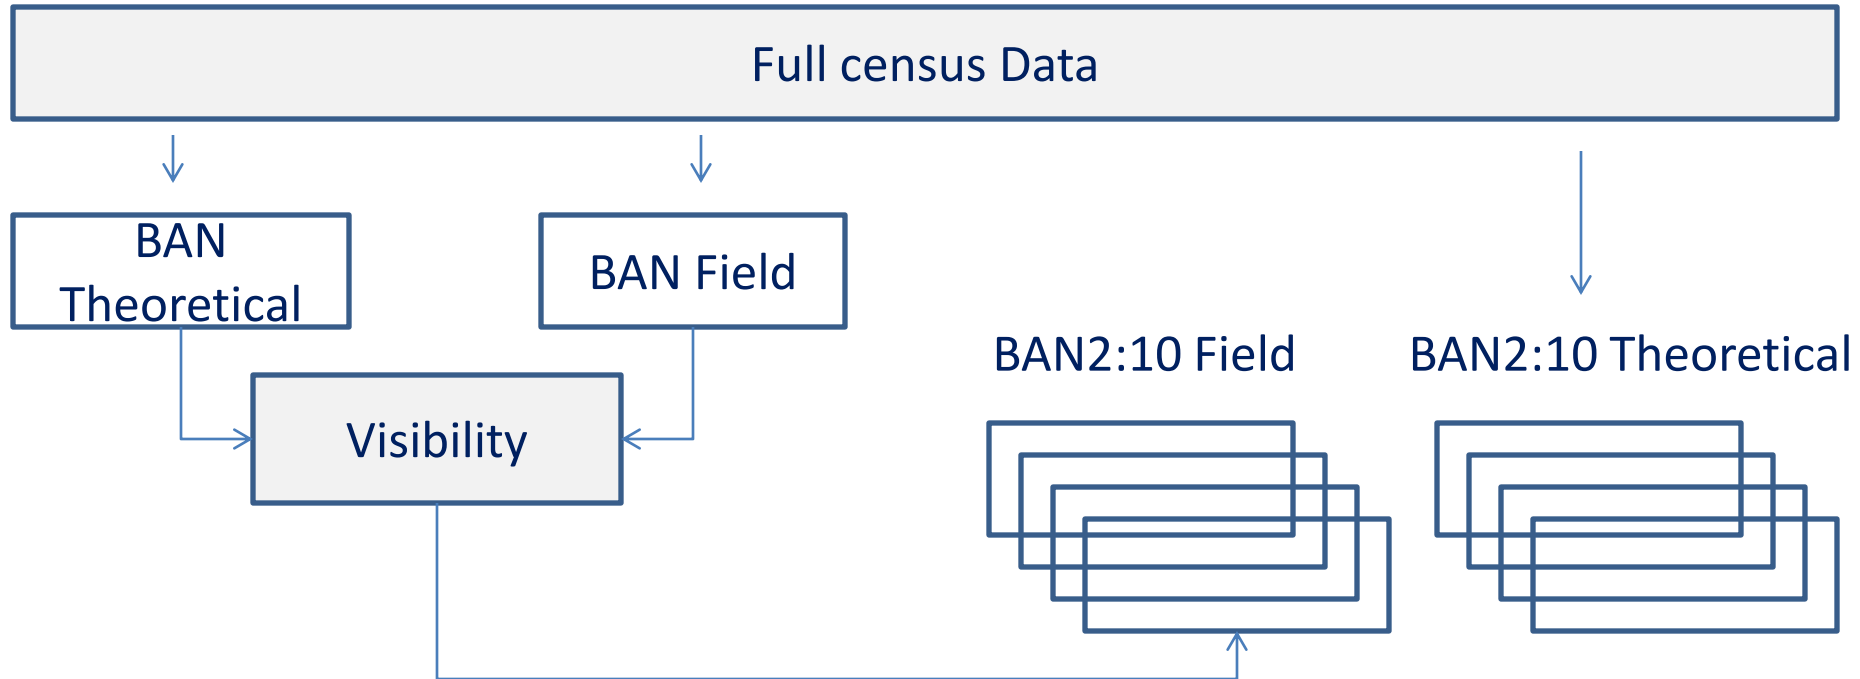 Full census Data
BAN
Theoretical
BAN Field
BAN2:10 Field
BAN2:10 Theoretical
Visibility